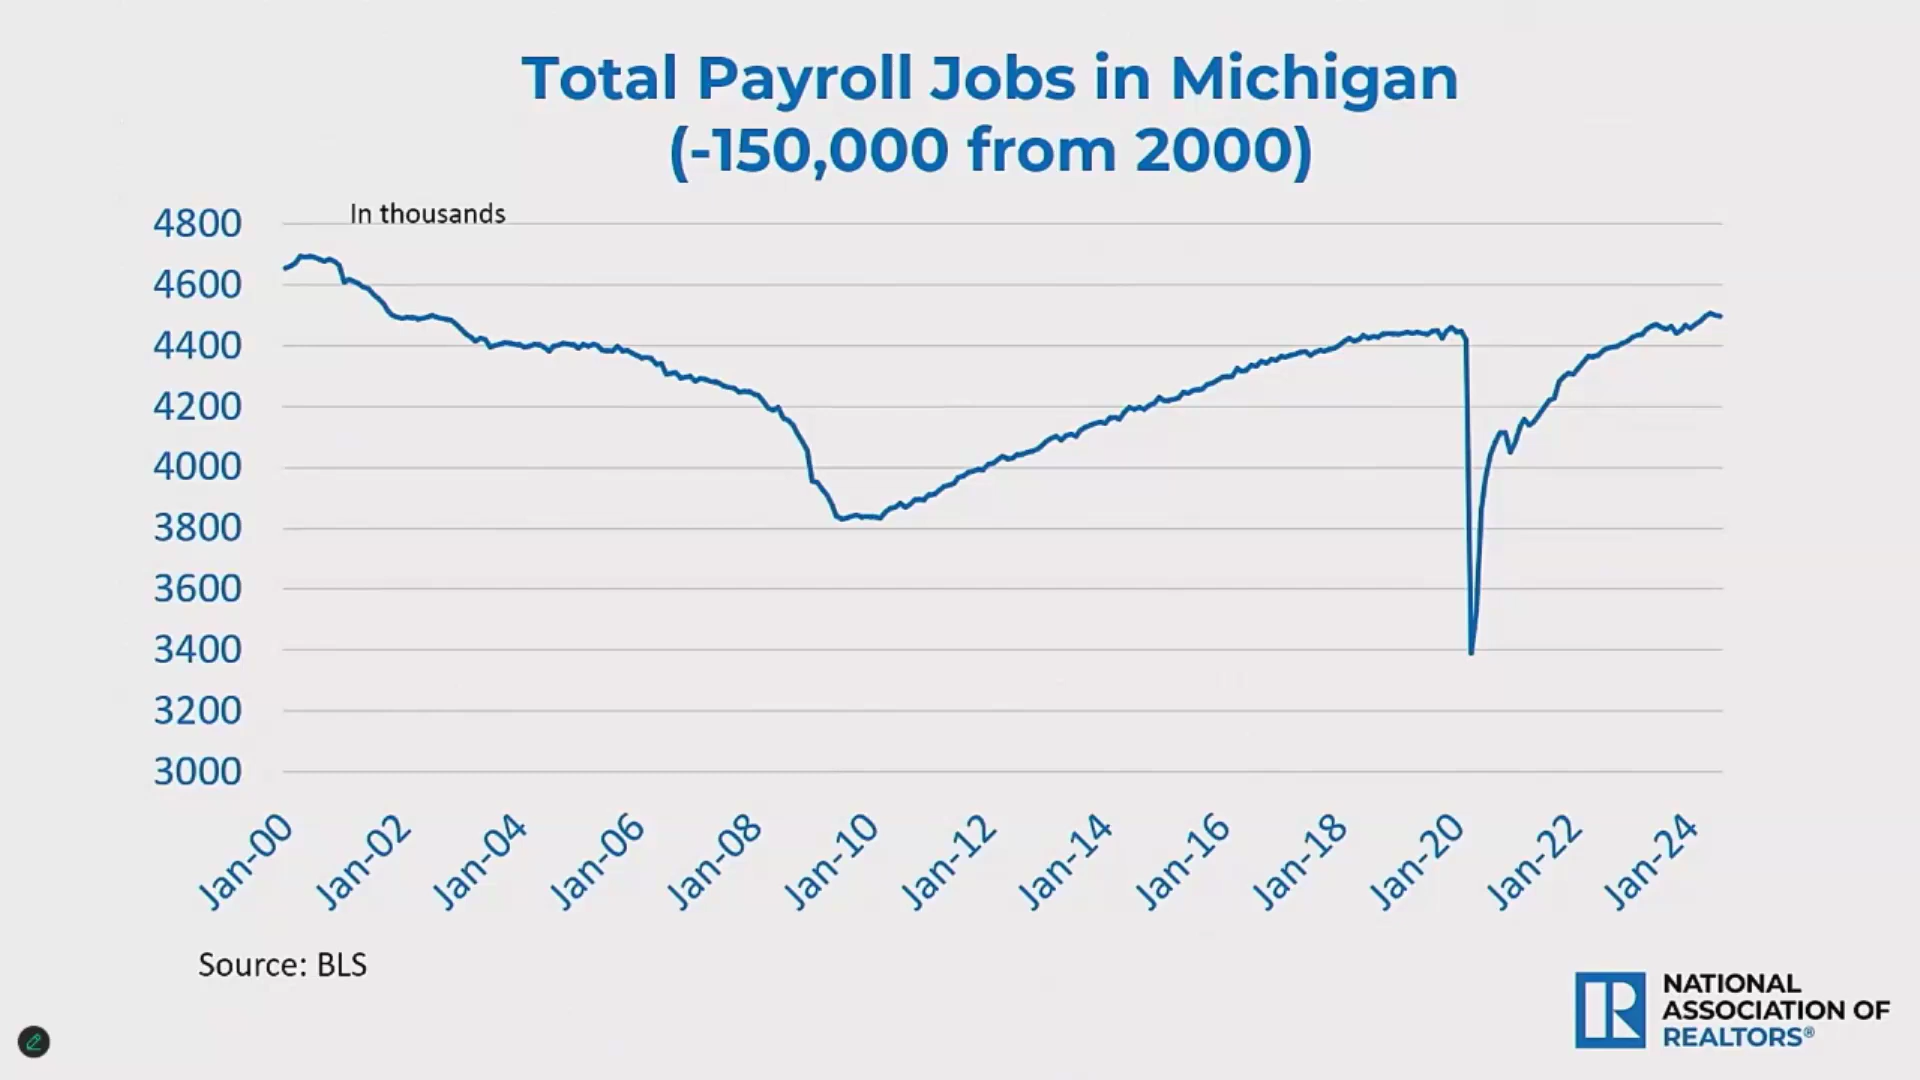 Total Payroll Jobs in Michigan
(-150,000 from 2000)
In thousands
4800
4600
4400
4200
4000
3800
3600
3400
3200
3000
Jan-00
Jan-02
Jan-04
Jan-06
Jan-08
Jan-10
Jan-12
Jan-14
Jan-16
Jan-18
Jan-20
Jan-22
Jan-24
Source: BLS
R
NATIONAL
ASSOCIATION OF
REALTORS®